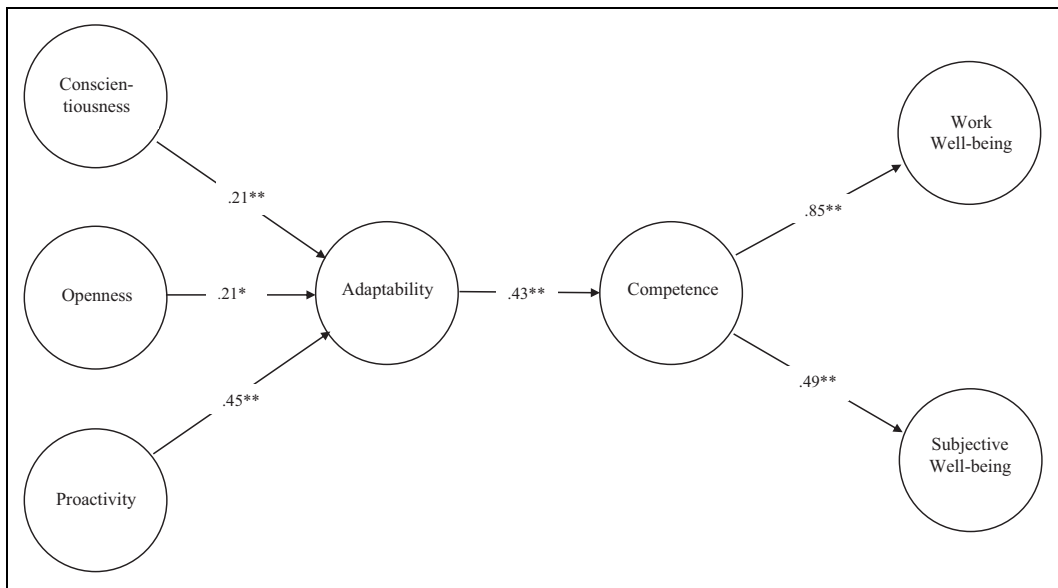 Conscien-
tiousness
Work
Well-being
.21**
.85**
Openness
.21*
Adaptability
.43**
Competence
.45**
.49**
Proactivity
Subjective
Well-being